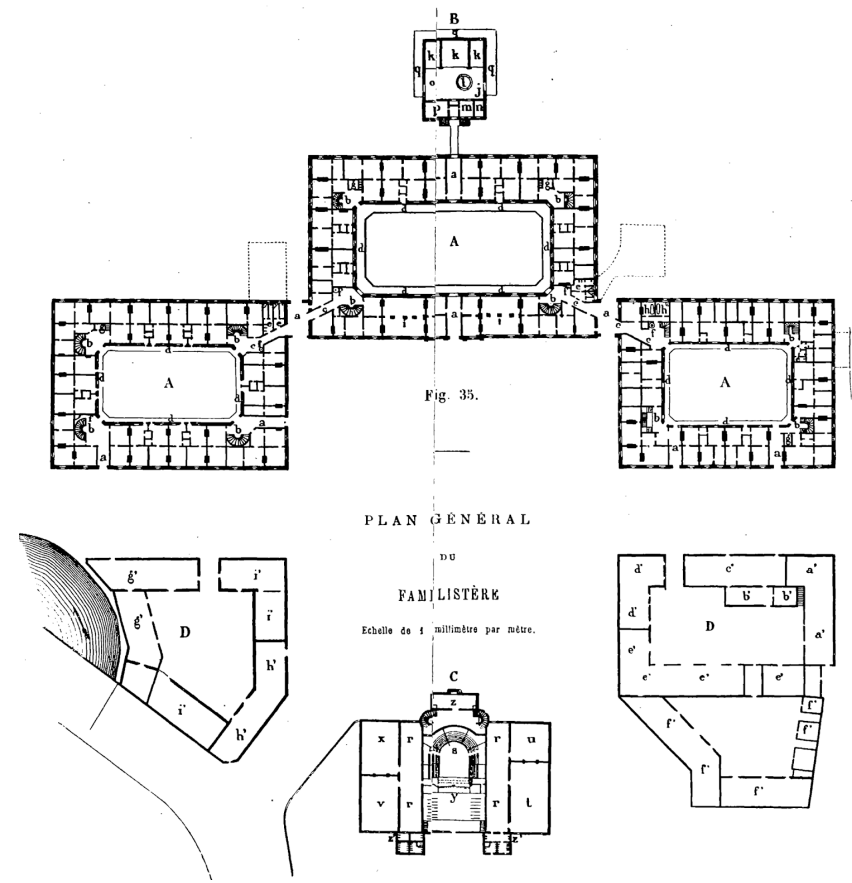 B
q
k k k
q o l j q
p m n
a
g g
b b
d d
d A d
d d
e f f e
b b
c c
a i a i a
e e h h
a c c a
b g b f b
d d
d A d d A d
Fig. 35.
d d
b b a b b
g
a a a
PLAN GÉNÉRAL
DU
FAMILISTÈRE
Echelle de 1 millimètre par mètre.
g' i' d' c' a'
b' b'
g' D i' d' D
a'
e'
h' e' e' e'
i' f' f'
h' f'
f' f'
C
z
x r s r u
v r y r t
z' z'